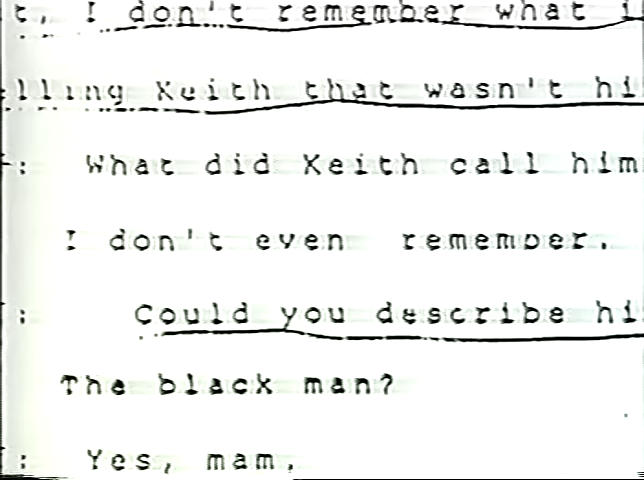 t, I don't remember what
lling Keith that wasn't hi
: What did Keith call him
I don't even remember.
: Could you describe hi
The black man?
: Yes, mam.